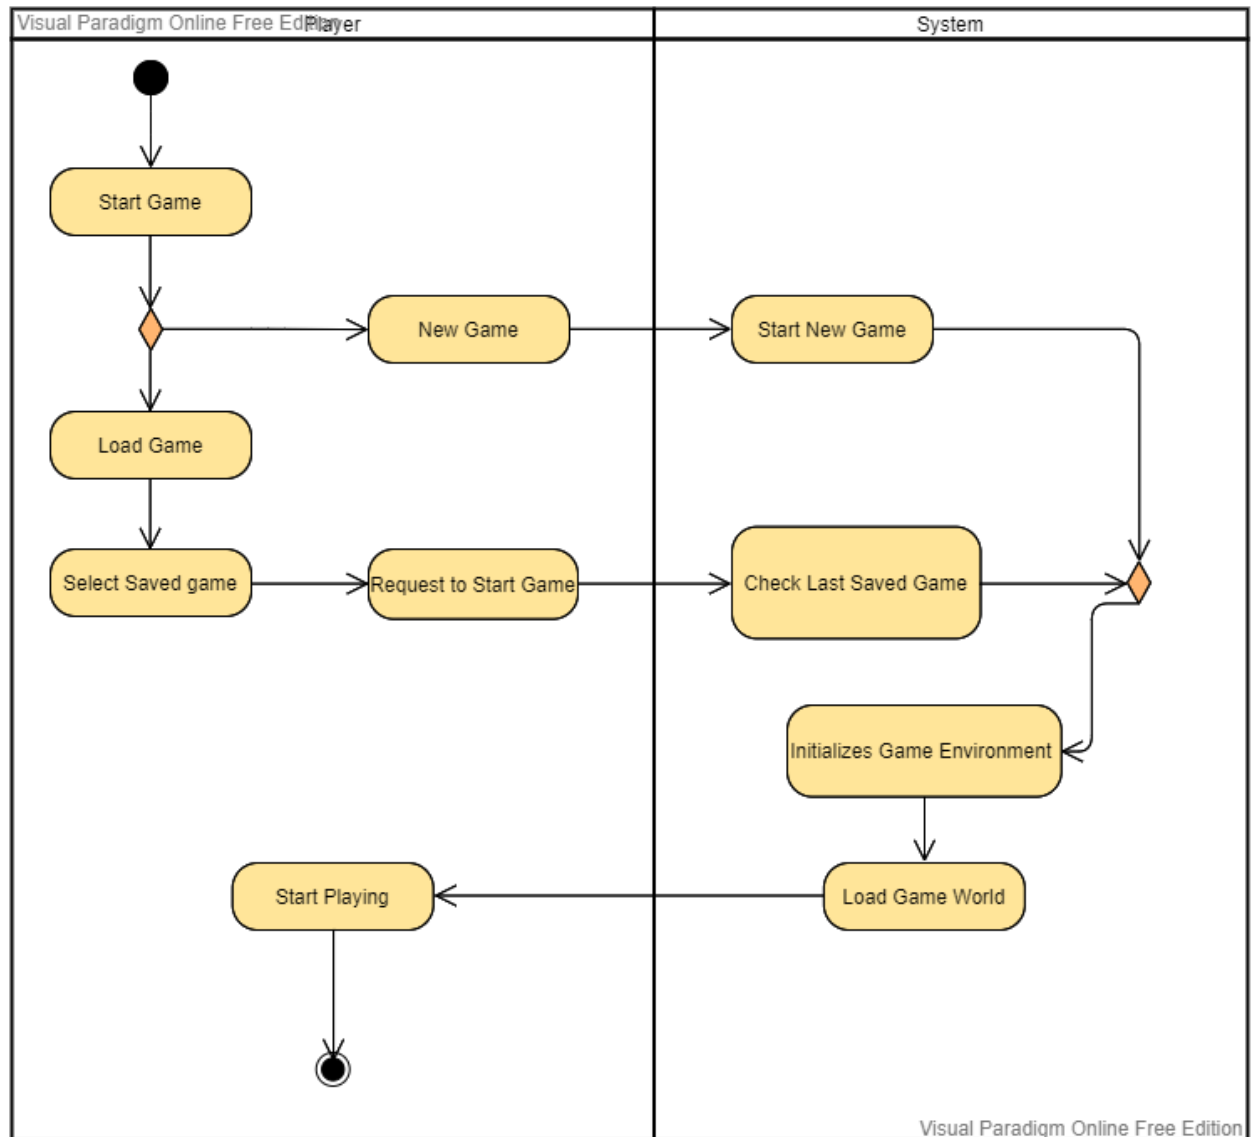 Visual Paradigm Online Free Edition
Player
System
Start Game
New Game
Start New Game
Load Game
Select Saved game
Request to Start Game
Check Last Saved Game
Initializes Game Environment
Start Playing
Load Game World
Visual Paradigm Online Free Edition